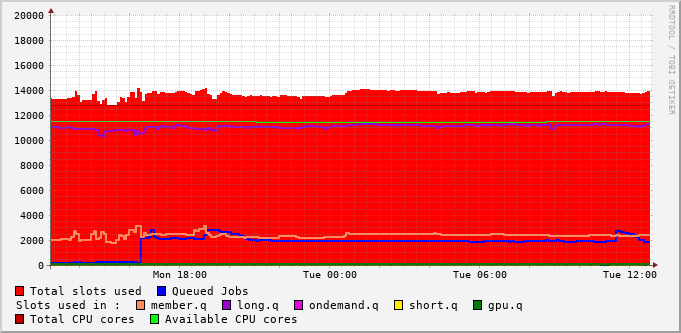 20000
18000
16000
14000
12000
10000
8000
6000
4000
2000
0
Mon 18:00 Tue 00:00 Tue 06:00 Tue 12:00
RRDTOOL / TOBI OETIKER
Total slots used Queued Jobs
Slots used in : member.q long.q ondemand.q short.q gpu.q
Total CPU cores Available CPU cores